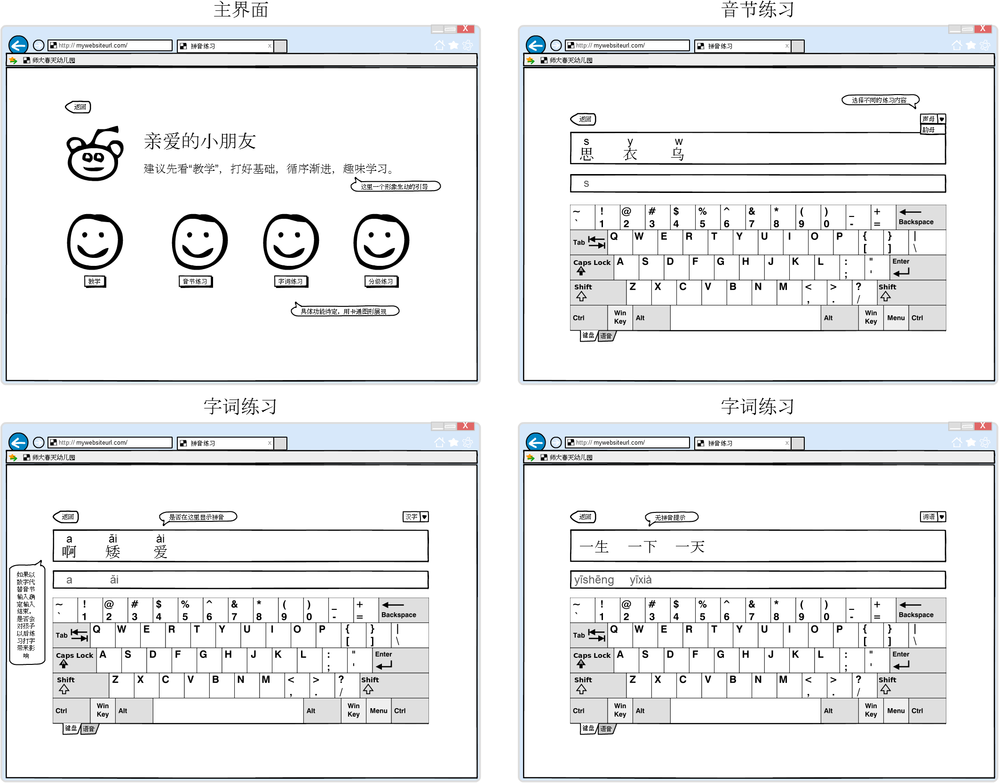 主界面
http:// mywebsiteurl.com/
拼音练习 x
X
师大春天幼儿园
返回
亲爱的小朋友
建议先看“教学”，打好基础，循序渐进，趣味学习。
这里一个形象生动的引导
教学
音节练习
字词练习
分级练习
具体功能待定，用卡通图形展现
音节练习
http:// mywebsiteurl.com/
拼音练习 x
X
师大春天幼儿园
选择不同的练习内容
返回
声母
韵母
s y w
思 衣 乌
s
~ ! @ # $ % ^ & * ( ) _ +
` 1 2 3 4 5 6 7 8 9 0 - = Backspace
Tab Q W E R T Y U I O P { } |
[ ] \
Caps Lock A S D F G H J K L : " Enter
A ; '
Shift Z X C V B N M < > ? Shift
, . /
Ctrl Win Key Alt Alt Win Key Menu Ctrl
键盘 语音
字词练习
http:// mywebsiteurl.com/
拼音练习 x
X
师大春天幼儿园
返回
是否在这里显示拼音
汉字
a ǎi ài
啊 矮 爱
a ǎi
如果以
数字代
替音节
输入确
定输入
结束，
是否会
对孩子
以后练
习打字
带来影
响
~ ! @ # $ % ^ & * ( ) _ +
` 1 2 3 4 5 6 7 8 9 0 - = Backspace
Tab Q W E R T Y U I O P { } |
[ ] \
Caps Lock A S D F G H J K L : " Enter
A ; '
Shift Z X C V B N M < > ? Shift
, . /
Ctrl Win Key Alt Alt Win Key Menu Ctrl
键盘 语音
字词练习
http:// mywebsiteurl.com/
拼音练习 x
X
师大春天幼儿园
返回
无拼音提示
词语
一生 一下 一天
yīshēng yīxià
~ ! @ # $ % ^ & * ( ) _ +
` 1 2 3 4 5 6 7 8 9 0 - = Backspace
Tab Q W E R T Y U I O P { } |
[ ] \
Caps Lock A S D F G H J K L : " Enter
A ; '
Shift Z X C V B N M < > ? Shift
, . /
Ctrl Win Key Alt Alt Win Key Menu Ctrl
键盘 语音